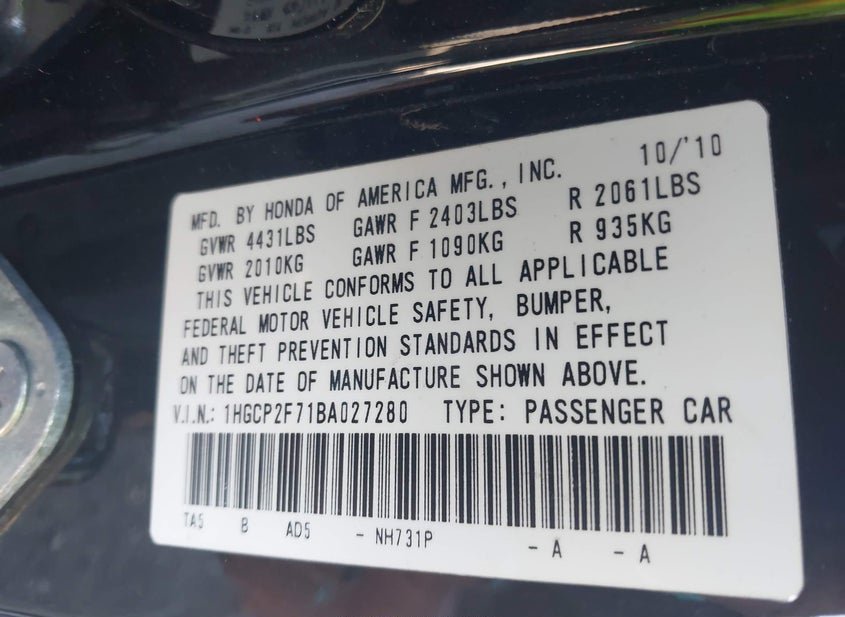 MFD. BY HONDA OF AMERICA MFG., INC. 10/'10
GVWR 4431LBS GAWR F 2403LBS R 2061LBS
GVWR 2010KG GAWR F 1090KG R 935KG
THIS VEHICLE CONFORMS TO ALL APPLICABLE
FEDERAL MOTOR VEHICLE SAFETY, BUMPER,
AND THEFT PREVENTION STANDARDS IN EFFECT
ON THE DATE OF MANUFACTURE SHOWN ABOVE.
V.I.N.: 1HGCP2F71BA027280 TYPE: PASSENGER CAR
TA5 B AD5 - NH731P - A - A